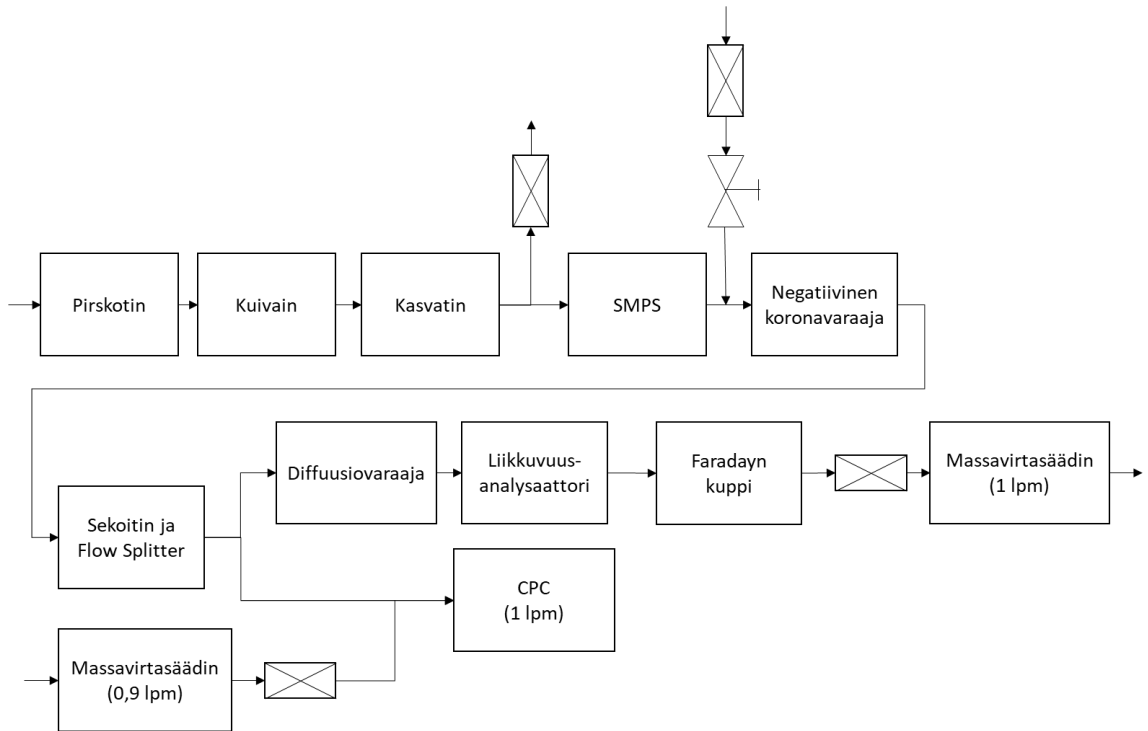 Pirskotin
Kuivain
Kasvatin
SMPS
Negatiivinen
koronavaraaja
Diffuusiovaraaja
Liikkuvuus-
analysaattori
Faradayn
kuppi
Massavirtasäädin
(1 lpm)
Sekoitin ja
Flow Splitter
CPC
(1 lpm)
Massavirtasäädin
(0,9 lpm)